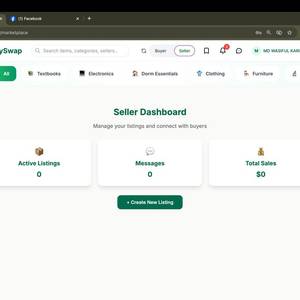 (1) Facebook
/marketplace
ySwap
Search items, categories, sellers...
Buyer
Seller
M
MD WASIFUL KARI
All
Textbooks
Electronics
Dorm Essentials
Clothing
Furniture
Seller Dashboard
Manage your listings and connect with buyers
Active Listings
0
Messages
0
Total Sales
$0
+ Create New Listing